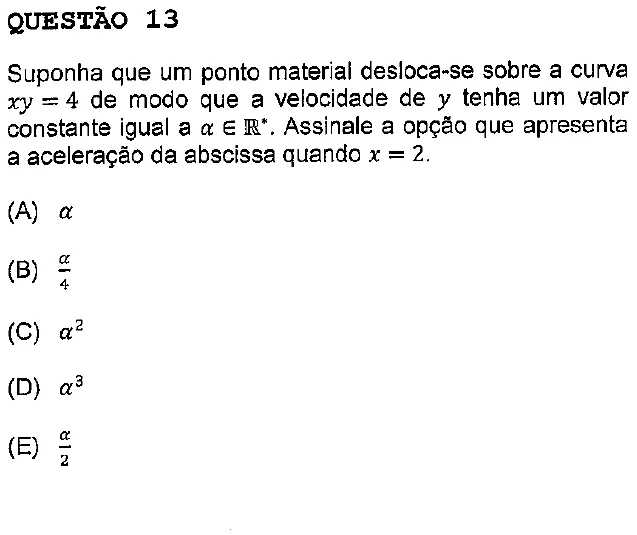 QUESTÃO 13
Suponha que um ponto material desloca-se sobre a curva
xy = 4 de modo que a velocidade de y tenha um valor
constante igual a α ∈ ℝ*. Assinale a opção que apresenta
a aceleração da abscissa quando x = 2.
(A) α
(B) α/4
(C) α²
(D) α³
(E) α/2